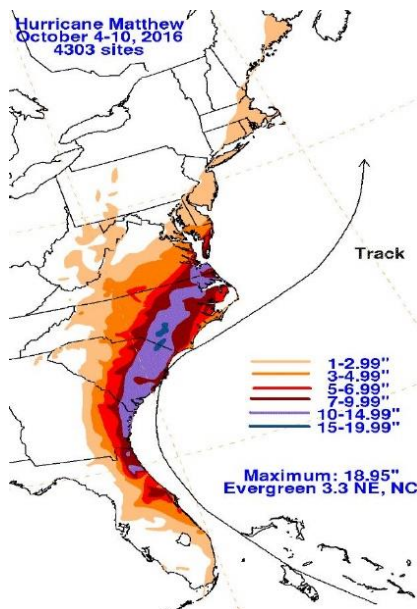 Hurricane Matthew
October 4-10, 2016
4303 sites
Track
1-2.99"
3-4.99"
5-6.99"
7-9.99"
10-14.99"
15-19.99"
Maximum: 18.95"
Evergreen 3.3 NE, NC